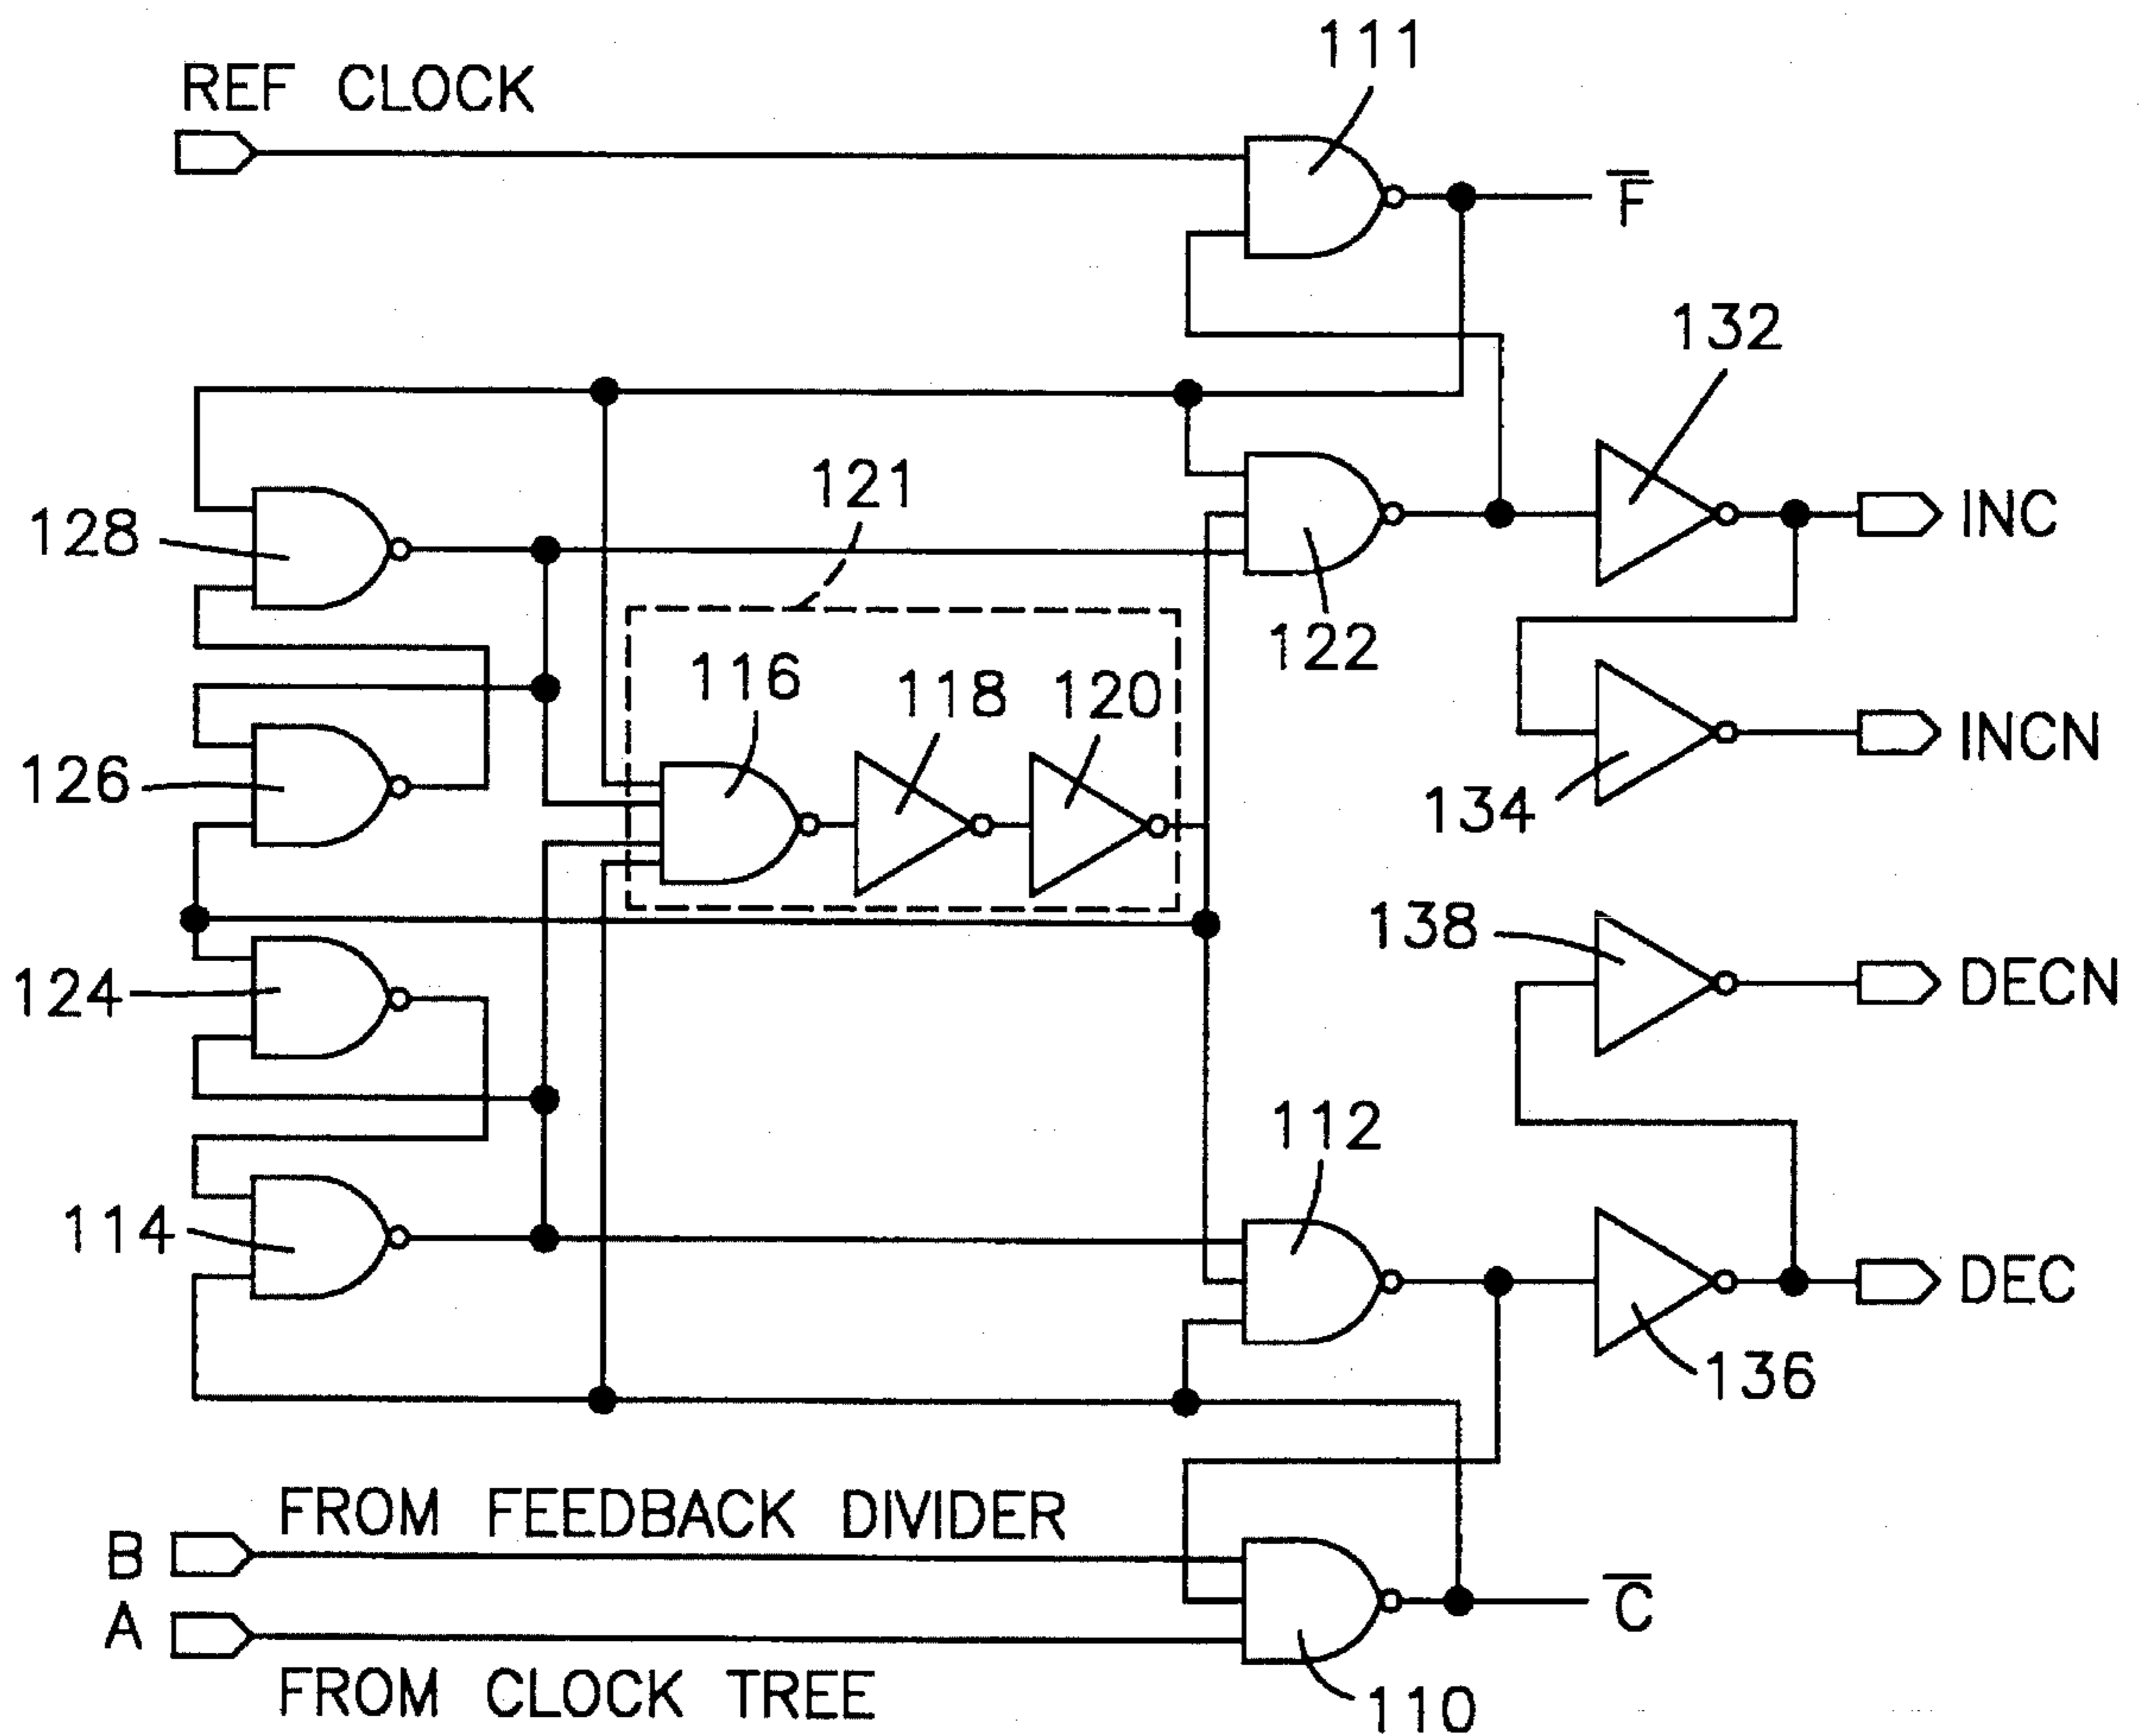 111
REF CLOCK
F̅
132
121
INC
128
122
116
118
120
INCN
126
134
138
DECN
124
112
114
DEC
136
FROM FEEDBACK DIVIDER
B
C̅
A
FROM CLOCK TREE
110